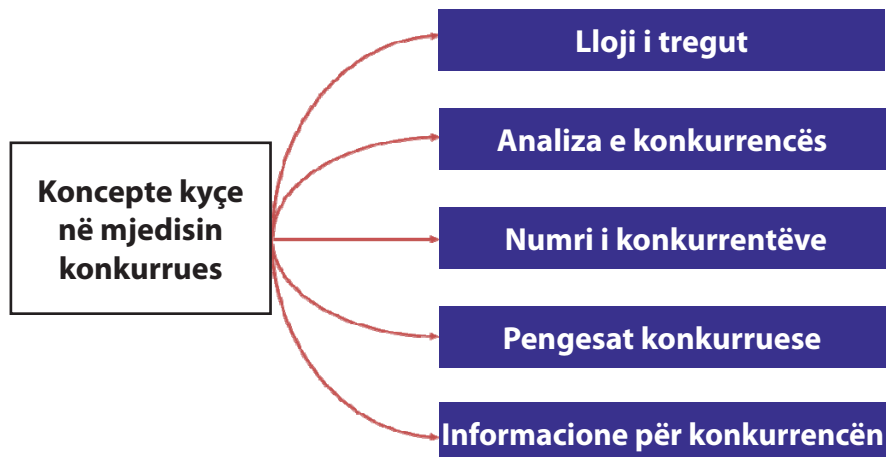 Koncepte kyçe
në mjedisin
konkurrues
Lloji i tregut
Analiza e konkurrencës
Numri i konkurrentëve
Pengesat konkurruese
Informacione për konkurrencën